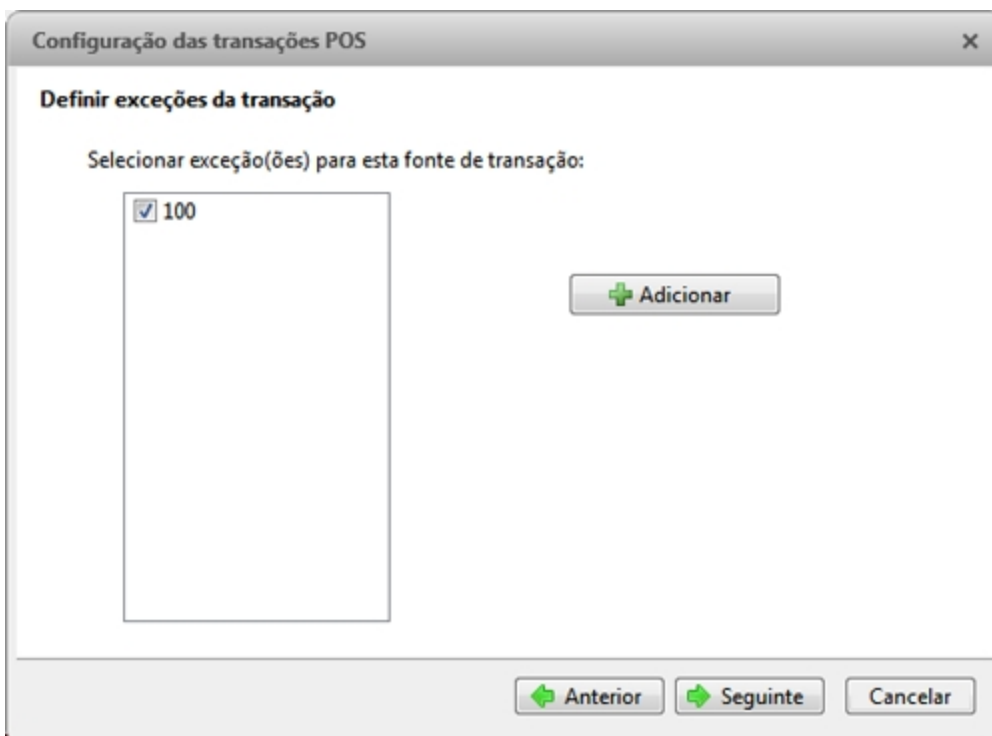 Configuração das transações POS
Definir exceções da transação
Selecionar exceção(ões) para esta fonte de transação:
100
Adicionar
Anterior Seguinte Cancelar